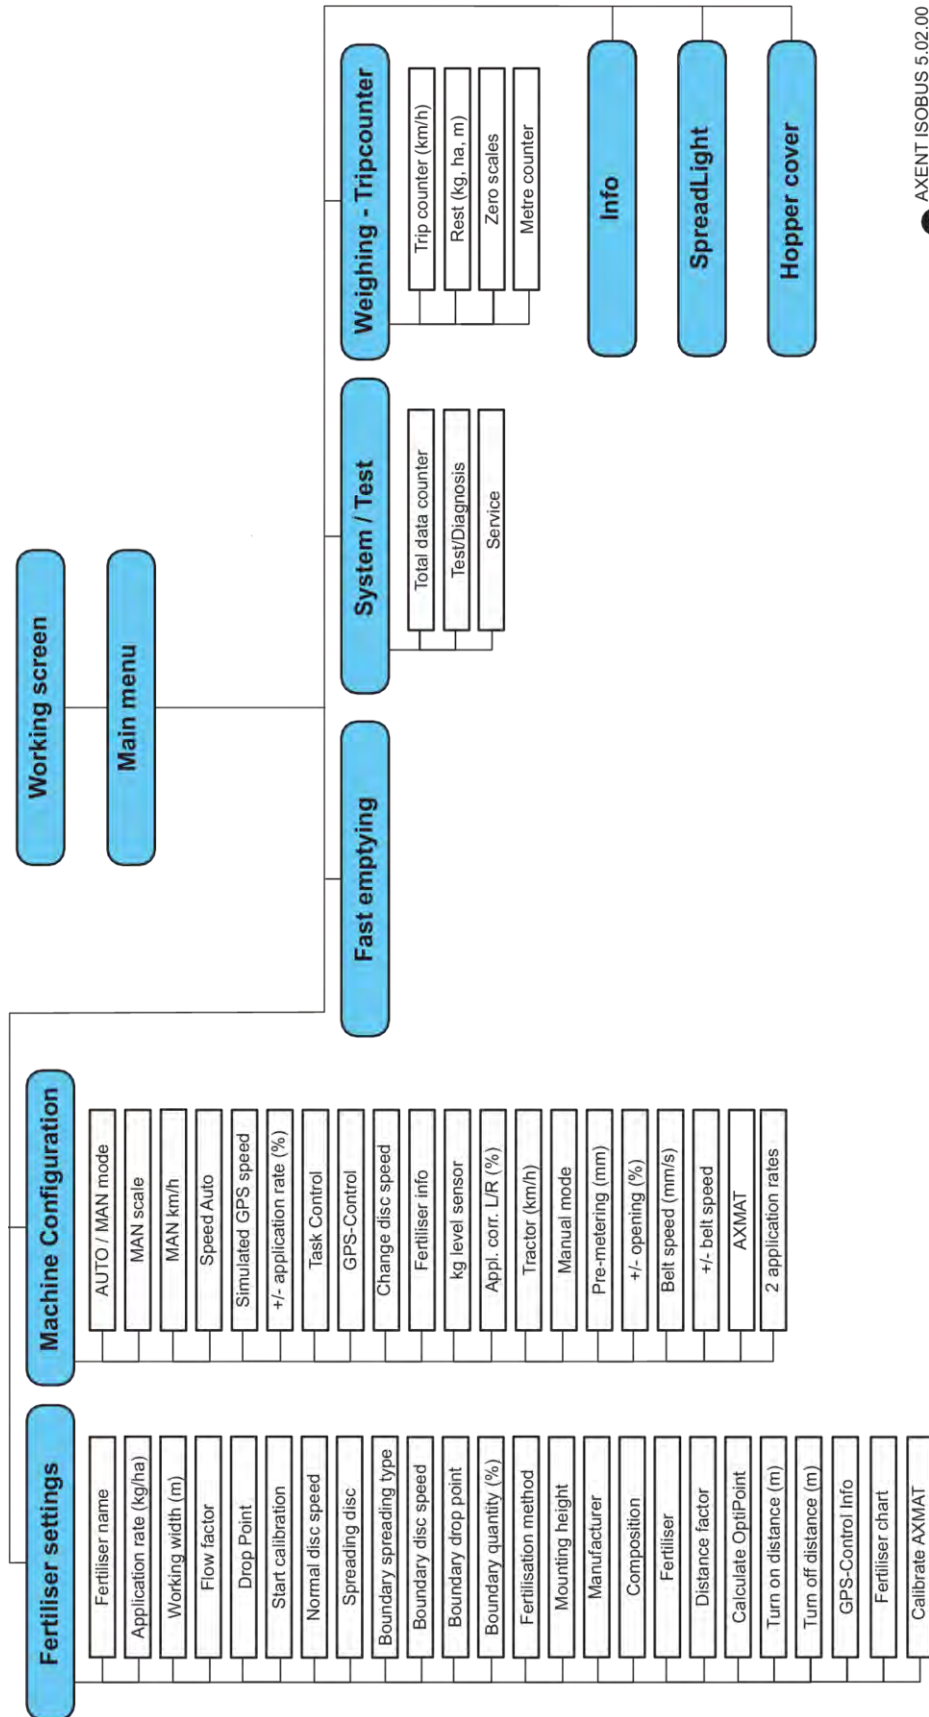 Working screen
Main menu
Fertiliser settings
Fertiliser name
Application rate (kg/ha)
Working width (m)
Flow factor
Drop Point
Start calibration
Normal disc speed
Spreading disc
Boundary spreading type
Boundary disc speed
Boundary drop point
Boundary quantity (%)
Fertilisation method
Mounting height
Manufacturer
Composition
Fertiliser
Distance factor
Calculate OptiPoint
Turn on distance (m)
Turn off distance (m)
GPS-Control Info
Fertiliser chart
Calibrate AXMAT
Machine Configuration
AUTO / MAN mode
MAN scale
MAN km/h
Speed Auto
Simulated GPS speed
+/- application rate (%)
Task Control
GPS-Control
Change disc speed
Fertiliser info
kg level sensor
Appl. corr. L/R (%)
Tractor (km/h)
Manual mode
Pre-metering (mm)
+/- opening (%)
Belt speed (mm/s)
+/- belt speed
AXMAT
2 application rates
Fast emptying
System / Test
Total data counter
Test/Diagnosis
Service
Weighing - Tripcounter
Trip counter (km/h)
Rest (kg, ha, m)
Zero scales
Metre counter
Info
SpreadLight
Hopper cover
AXENT ISOBUS 5.02.00